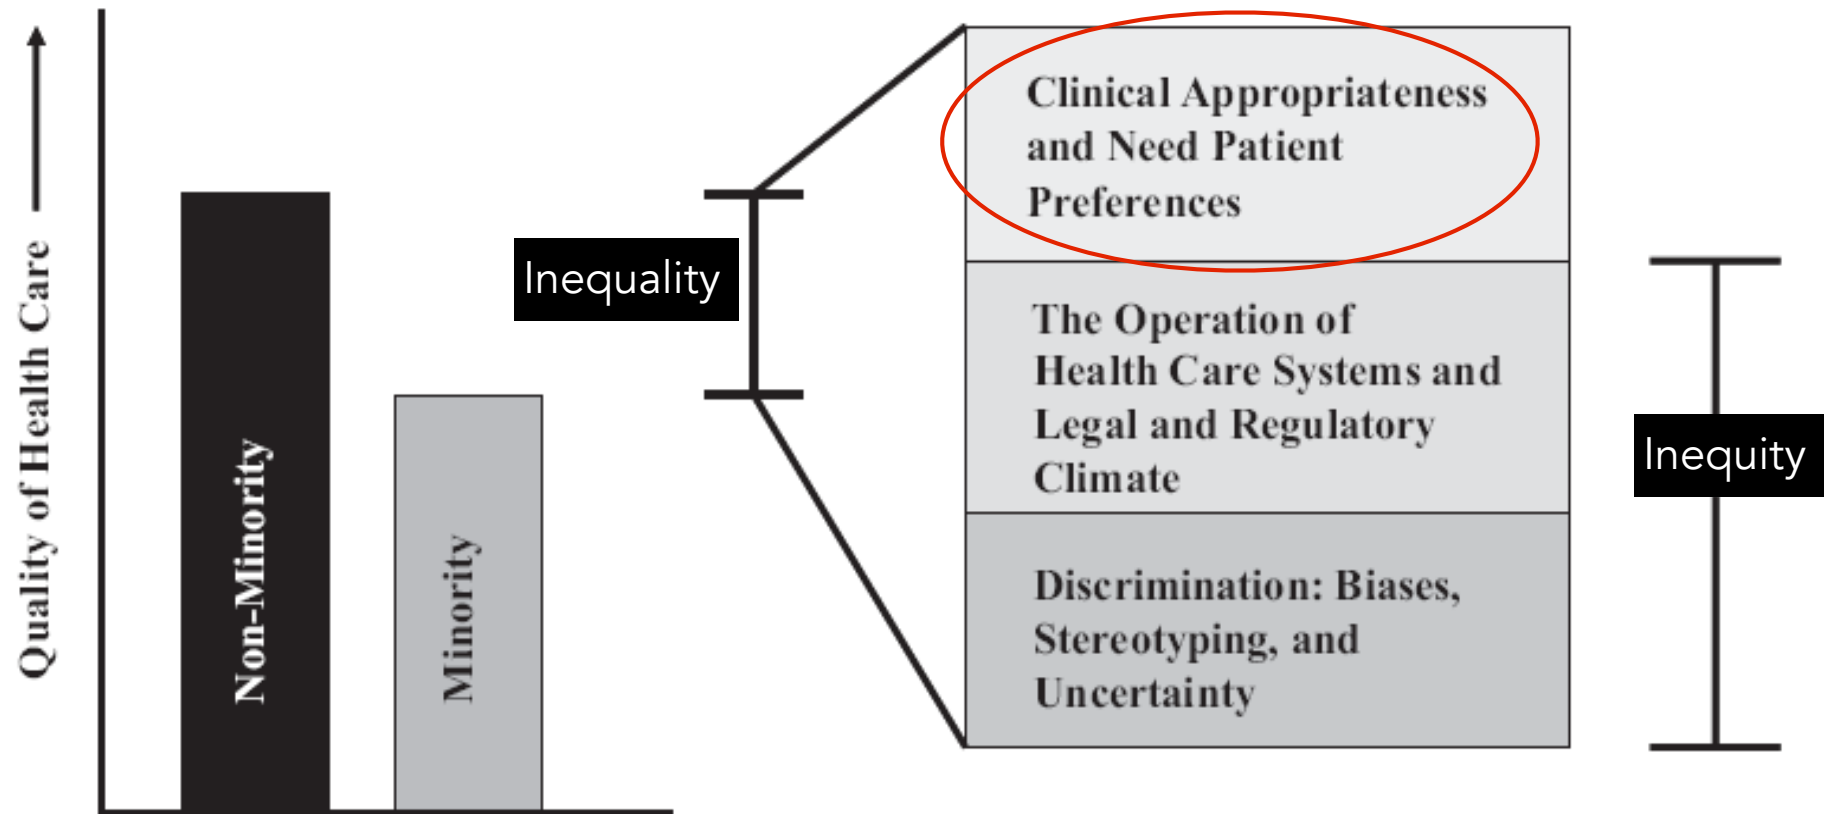 Quality of Health Care
Non-Minority
Minority
Inequality
Clinical Appropriateness
and Need Patient
Preferences
The Operation of
Health Care Systems and
Legal and Regulatory
Climate
Discrimination: Biases,
Stereotyping, and
Uncertainty
Inequity